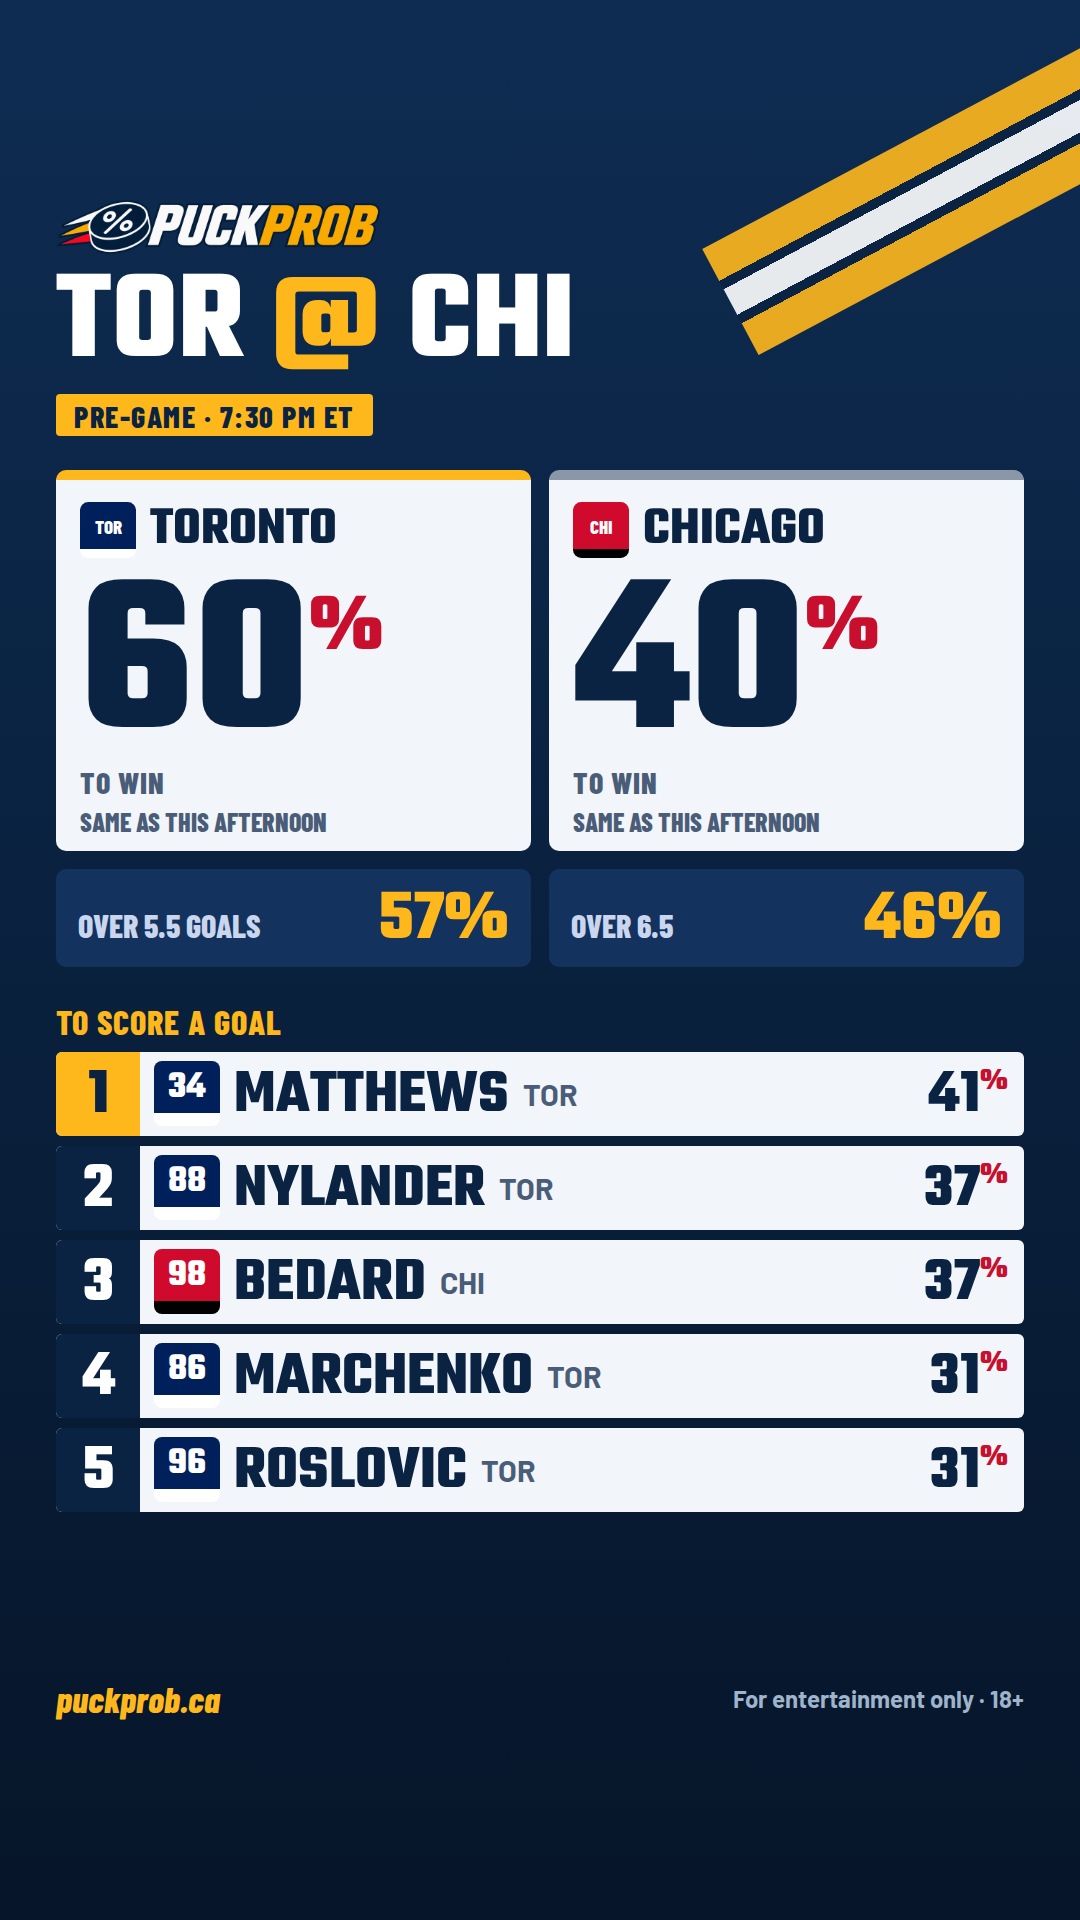 % PUCKPROB
TOR @ CHI
PRE-GAME · 7:30 PM ET
TOR TORONTO
60%
TO WIN
SAME AS THIS AFTERNOON
CHI CHICAGO
40%
TO WIN
SAME AS THIS AFTERNOON
OVER 5.5 GOALS 57%
OVER 6.5 46%
TO SCORE A GOAL
1 34 MATTHEWS TOR 41%
2 88 NYLANDER TOR 37%
3 98 BEDARD CHI 37%
4 86 MARCHENKO TOR 31%
5 96 ROSLOVIC TOR 31%
puckprob.ca
For entertainment only · 18+